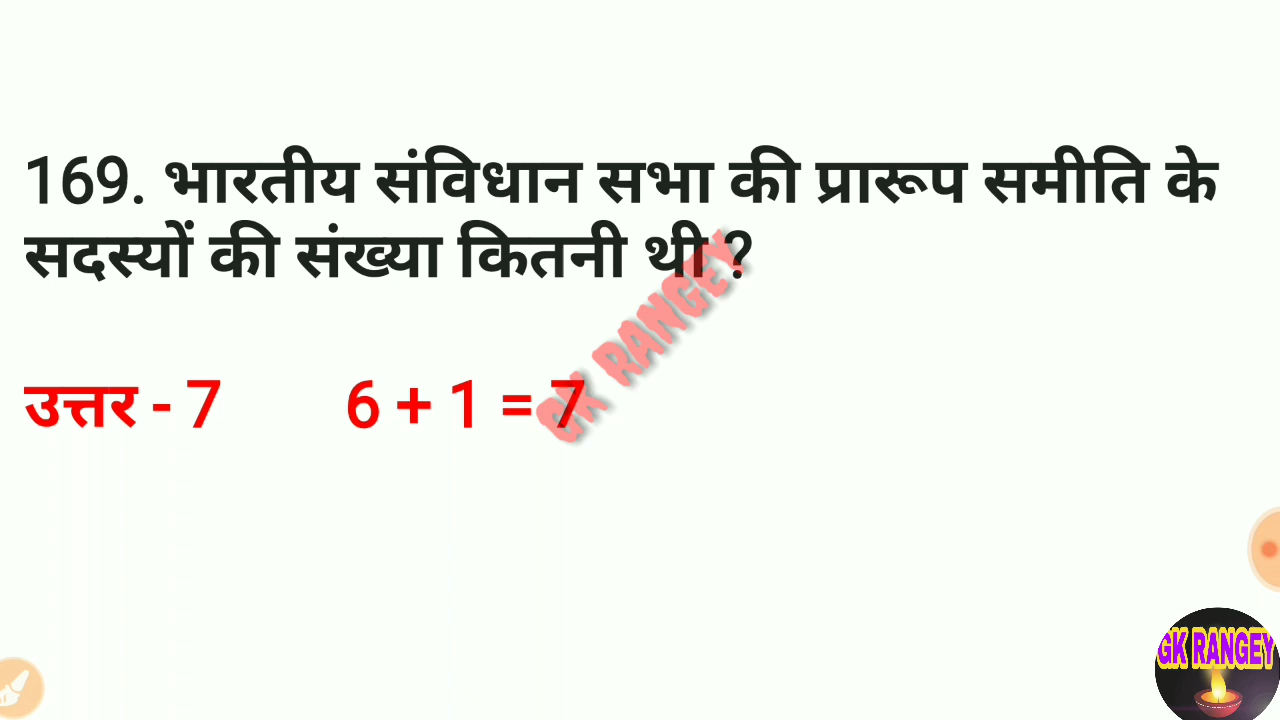 169. भारतीय संविधान सभा की प्रारूप समीति के
सदस्यों की संख्या कितनी थी ?
उत्तर - 7 6 + 1 = 7
GK RANGEY
GK RANGEY